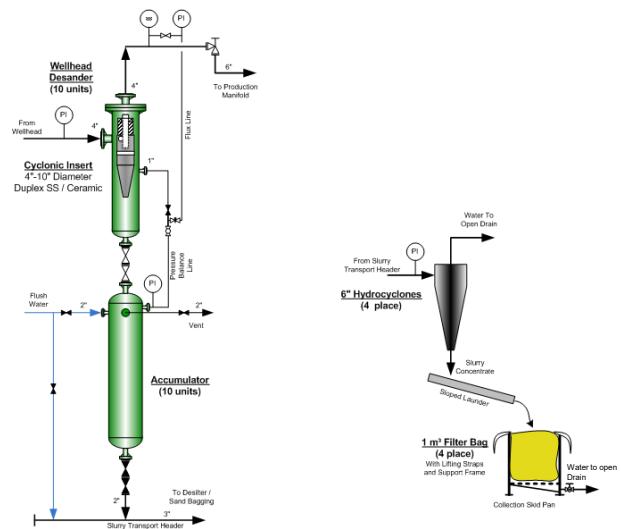 PI
Wellhead
Desander
(10 units)
4"
6"
To Production
Manifold
From
Wellhead
PI
4"
Flux Line
Cyclonic Insert
4"-10" Diameter
Duplex SS / Ceramic
1"
Pressure
Balance
Line
PI
Flush
Water
2"
2"
Vent
Accumulator
(10 units)
2"
To Desilter /
Sand Bagging
3"
Slurry Transport Header
Water To
Open Drain
From Slurry
Transport Header
PI
6" Hydrocyclones
(4 place)
Slurry
Concentrate
Sloped Launder
1 m³ Filter Bag
(4 place)
With Lifting Straps
and Support Frame
Water to open
Drain
Collection Skid Pan